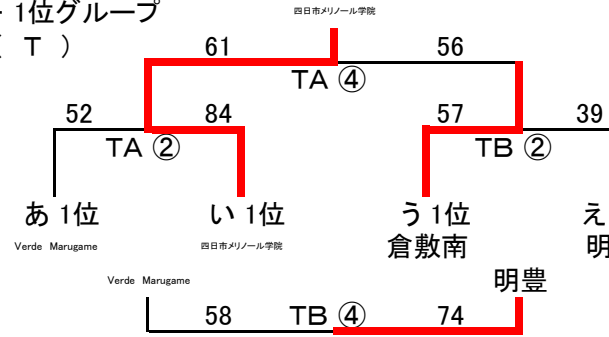 1位グループ
四日市メリノール学院
( T )
61 56
TA ④
52 84 57 39
TA ② TB ②
あ 1位 い 1位 う 1位 え
Verde Marugame 四日市メリノール学院 倉敷南 明
Verde Marugame 明豊
58 TB ④ 74